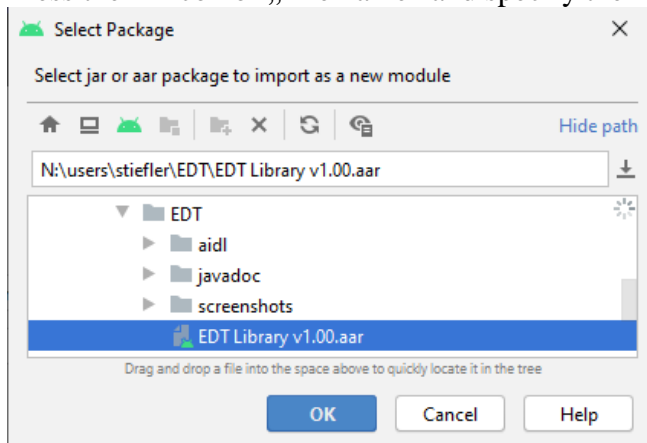 Select Package
Select jar or aar package to import as a new module
Hide path
N:\users\stiefler\EDT\EDT Library v1.00.aar
EDT
aidl
javadoc
screenshots
EDT Library v1.00.aar
Drag and drop a file into the space above to quickly locate it in the tree
OK Cancel Help